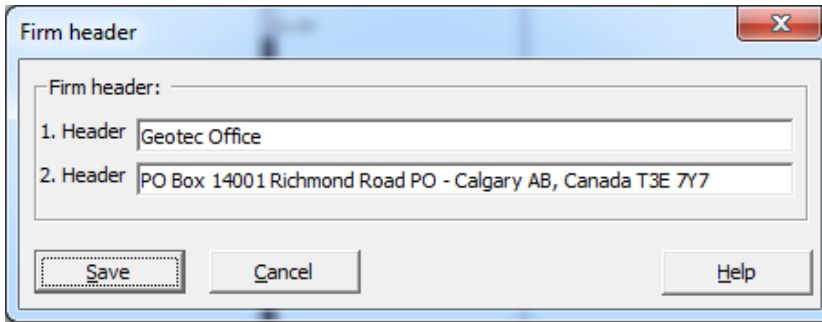 Firm header
Firm header:
1. Header Geotec Office
2. Header PO Box 14001 Richmond Road PO - Calgary AB, Canada T3E 7Y7
Save Cancel Help